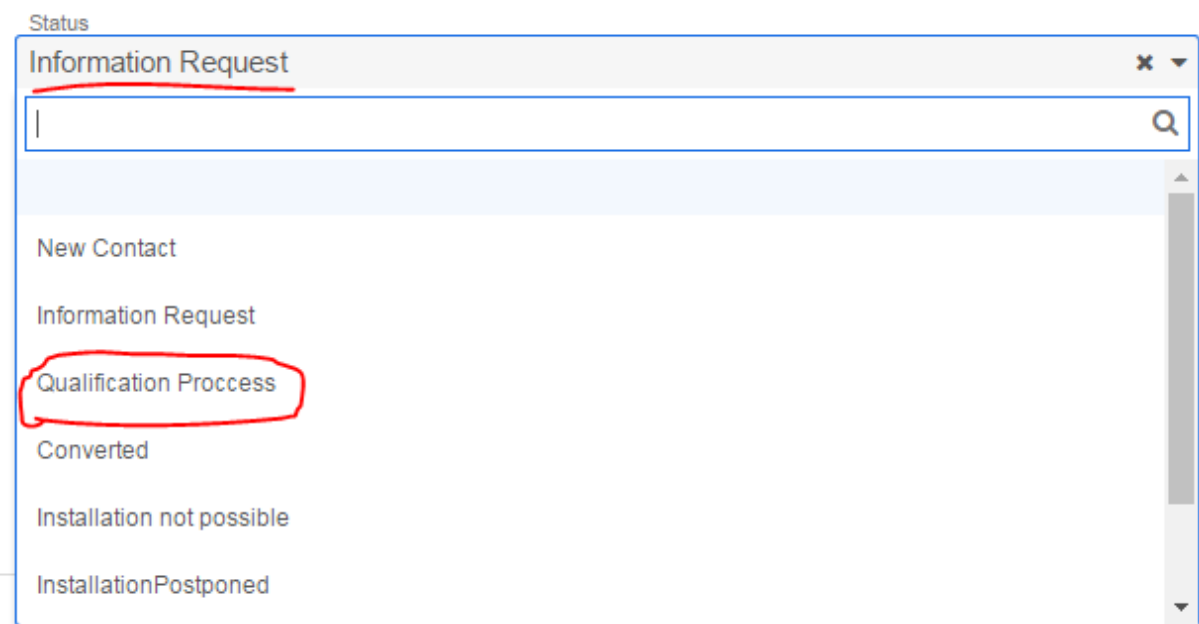 Status
Information Request
New Contact
Information Request
Qualification Proccess
Converted
Installation not possible
InstallationPostponed